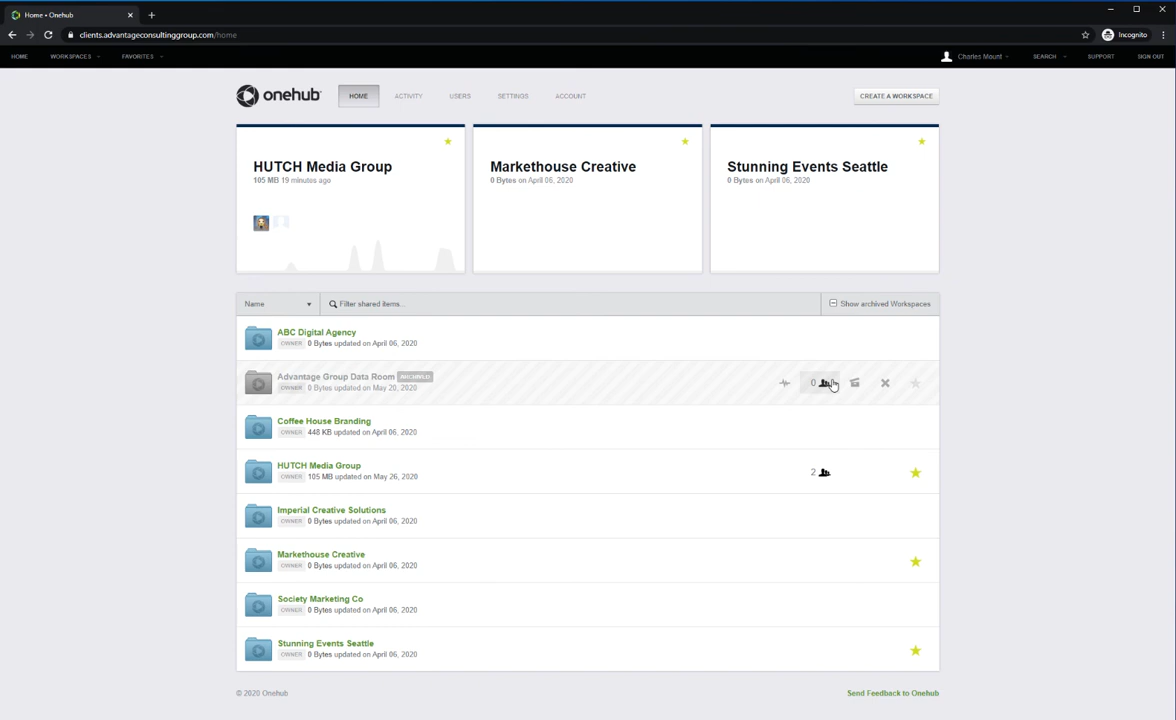 Home • Onehub
clients.advantageconsultinggroup.com/home
Incognito
HOME
WORKSPACES
FAVORITES
Charles Mount
SEARCH
SUPPORT
SIGN OUT
onehub
HOME
ACTIVITY
USERS
SETTINGS
ACCOUNT
CREATE A WORKSPACE
HUTCH Media Group
105 MB 19 minutes ago
Markethouse Creative
0 Bytes on April 06, 2020
Stunning Events Seattle
0 Bytes on April 06, 2020
Name
Filter shared items...
Show archived Workspaces
ABC Digital Agency
OWNER 0 Bytes updated on April 06, 2020
Advantage Group Data Room ARCHIVED
OWNER 0 Bytes updated on May 20, 2020
0
Coffee House Branding
OWNER 448 KB updated on April 06, 2020
HUTCH Media Group
OWNER 105 MB updated on May 26, 2020
2
Imperial Creative Solutions
OWNER 0 Bytes updated on April 06, 2020
Markethouse Creative
OWNER 0 Bytes updated on April 06, 2020
Society Marketing Co
OWNER 0 Bytes updated on April 06, 2020
Stunning Events Seattle
OWNER 0 Bytes updated on April 06, 2020
© 2020 Onehub
Send Feedback to Onehub